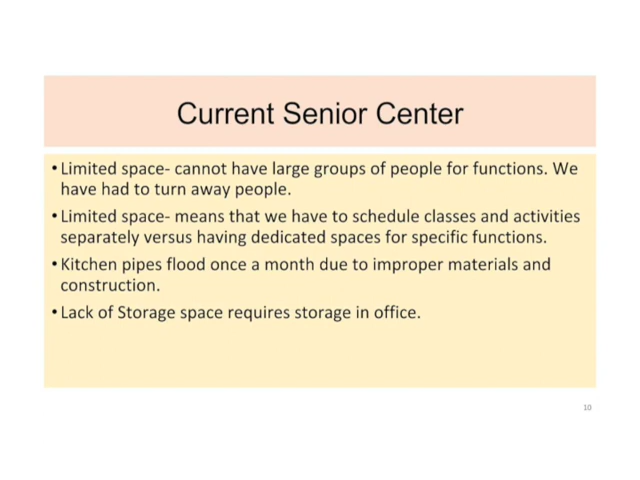 Current Senior Center
• Limited space- cannot have large groups of people for functions. We
have had to turn away people.
• Limited space- means that we have to schedule classes and activities
separately versus having dedicated spaces for specific functions.
• Kitchen pipes flood once a month due to improper materials and
construction.
• Lack of Storage space requires storage in office.
10